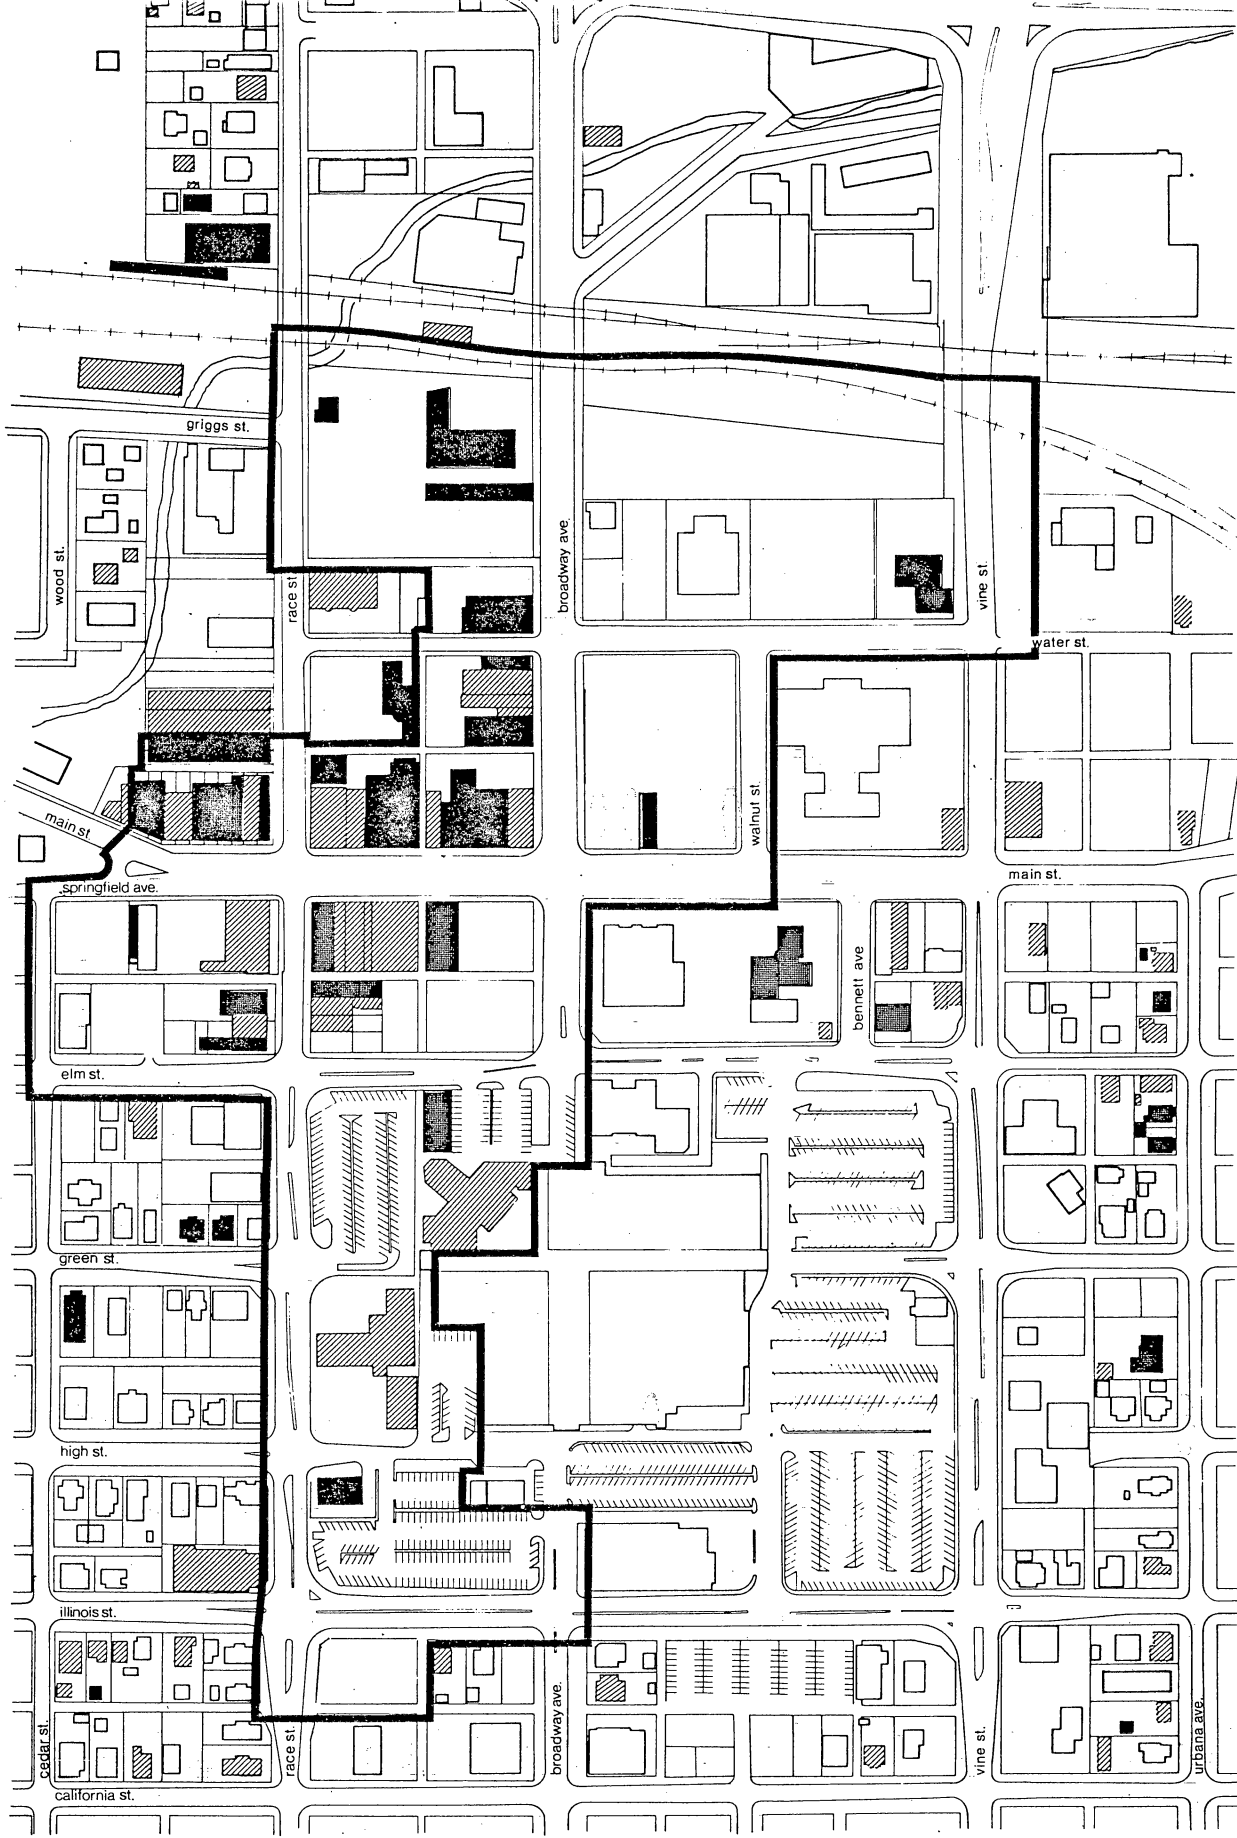 griggs st.
wood st.
race st.
broadway ave.
vine st.
water st.
walnut st.
main st.
main st.
springfield ave.
bennett ave
elm st.
green st.
high st.
illinois st.
cedar st.
race st.
broadway ave.
vine st.
urbana ave.
california st.